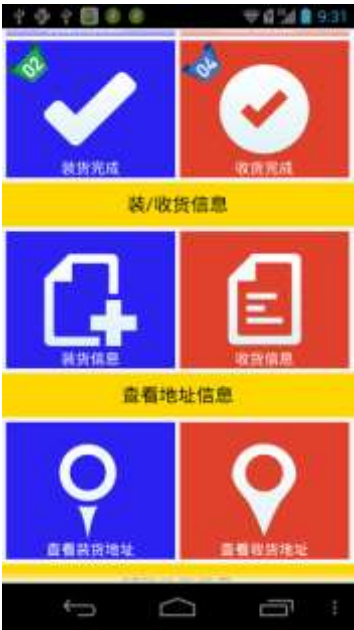 9:31
02
04
装货完成
收货完成
装/收货信息
装货信息
收货信息
查看地址信息
查看装货地址
查看收货地址